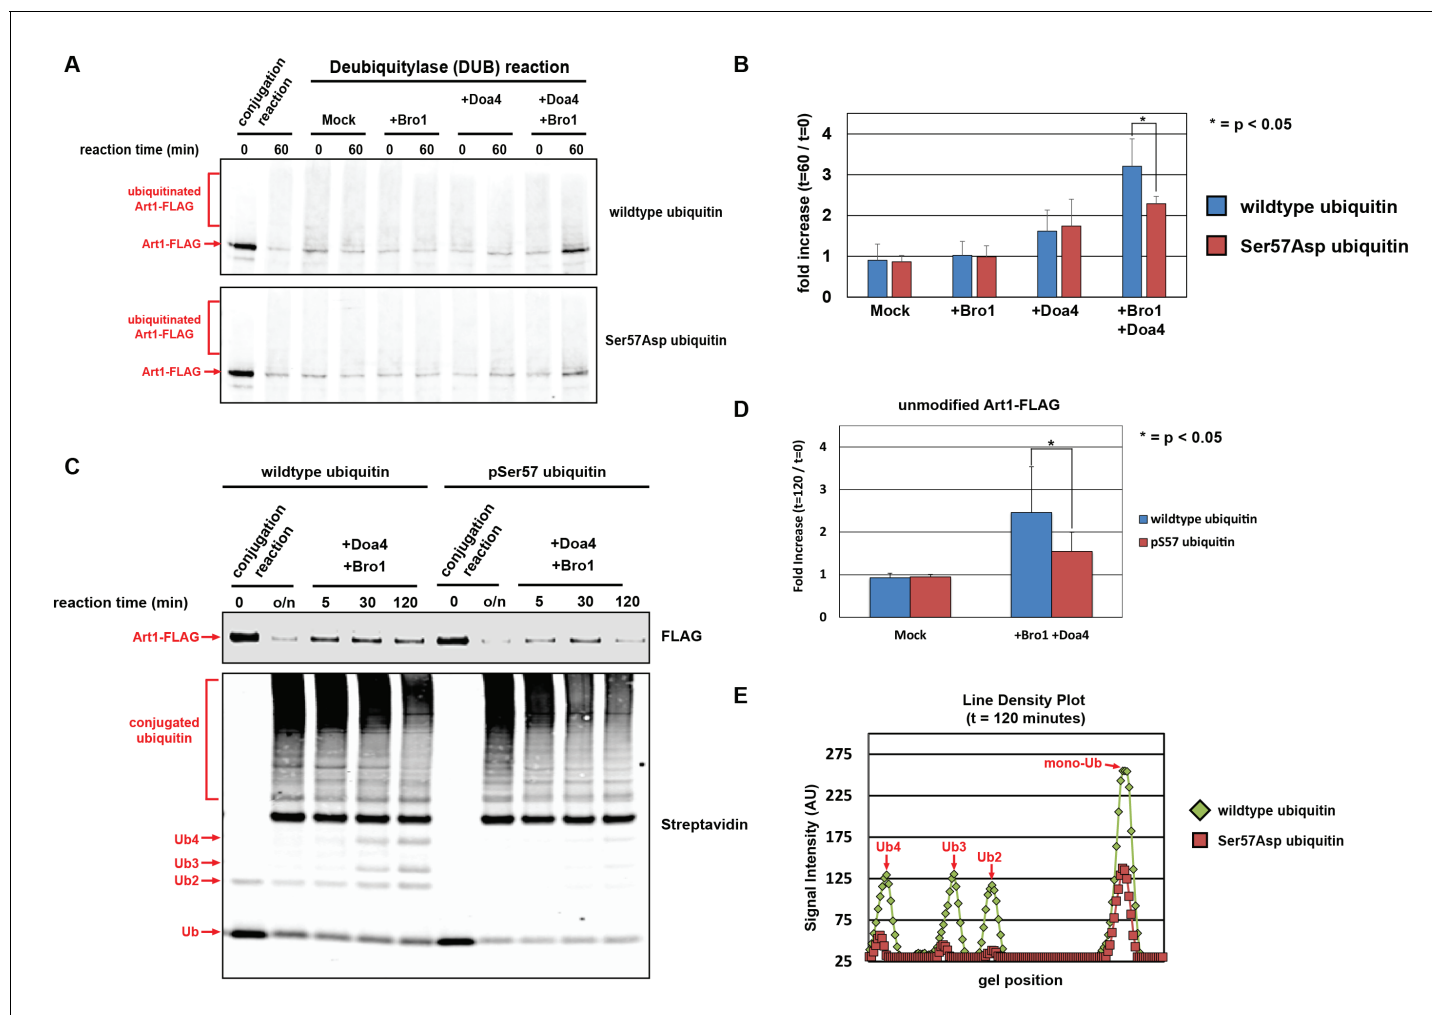 A
Deubiquitylase (DUB) reaction
conjugation
reaction
Mock
+Bro1
+Doa4
+Doa4
+Bro1
reaction time (min)
0 60 0 60 0 60 0 60 0 60
ubiquitinated
Art1-FLAG
Art1-FLAG
wildtype ubiquitin
ubiquitinated
Art1-FLAG
Art1-FLAG
Ser57Asp ubiquitin
B
fold increase (t=60 / t=0)
4
3
2
1
0
*
Mock
+Bro1
+Doa4
+Bro1
+Doa4
* = p < 0.05
wildtype ubiquitin
Ser57Asp ubiquitin
C
wildtype ubiquitin
pSer57 ubiquitin
conjugation
reaction
+Doa4
+Bro1
conjugation
reaction
+Doa4
+Bro1
reaction time (min)
0 o/n 5 30 120 0 o/n 5 30 120
Art1-FLAG
FLAG
conjugated
ubiquitin
Streptavidin
Ub4
Ub3
Ub2
Ub
D
unmodified Art1-FLAG
Fold Increase (t=120 / t=0)
4
3
2
1
0
*
Mock
+Bro1 +Doa4
* = p < 0.05
wildtype ubiquitin
pS57 ubiquitin
E
Line Density Plot
(t = 120 minutes)
Signal Intensity (AU)
275
225
175
125
75
25
mono-Ub
Ub4
Ub3
Ub2
gel position
wildtype ubiquitin
Ser57Asp ubiquitin